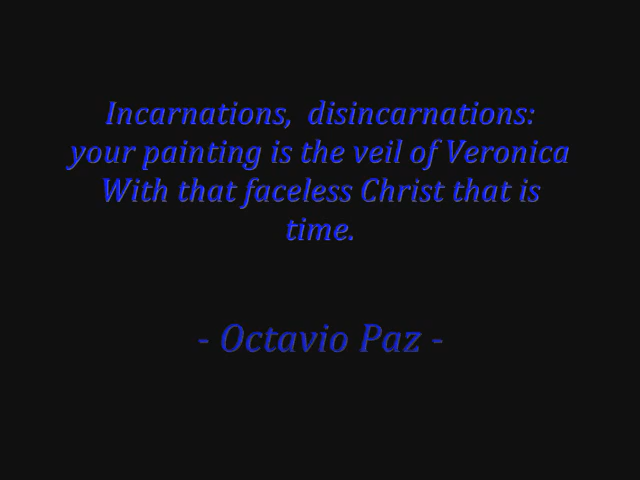 Incarnations,  disincarnations:
your painting is the veil of Veronica
With that faceless Christ that is
time.
- Octavio Paz -